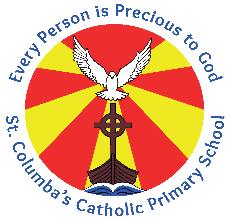 Every Person is Precious to God
St. Columba's Catholic Primary School